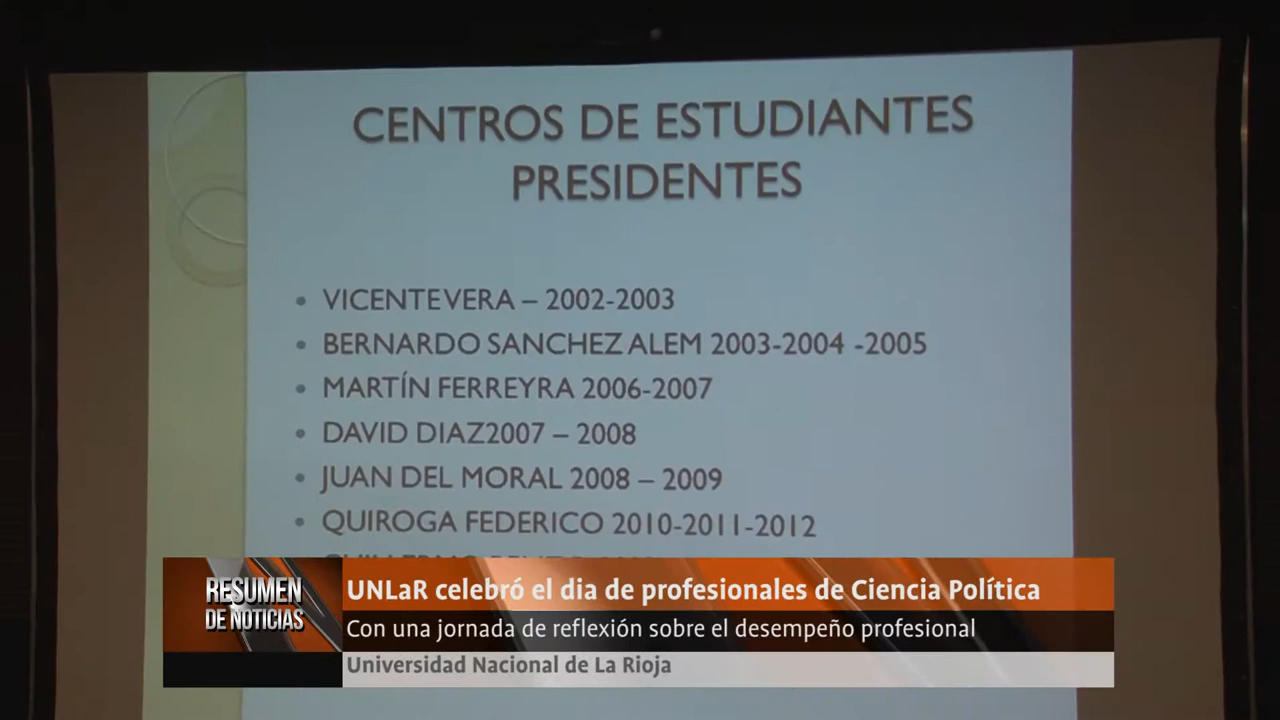 CENTROS DE ESTUDIANTES
PRESIDENTES
• VICENTE VERA – 2002-2003
• BERNARDO SANCHEZ ALEM 2003-2004 -2005
• MARTÍN FERREYRA 2006-2007
• DAVID DIAZ2007 – 2008
• JUAN DEL MORAL 2008 – 2009
• QUIROGA FEDERICO 2010-2011-2012
RESUMEN
DE NOTICIAS
UNLaR celebró el dia de profesionales de Ciencia Política
Con una jornada de reflexión sobre el desempeño profesional
Universidad Nacional de La Rioja